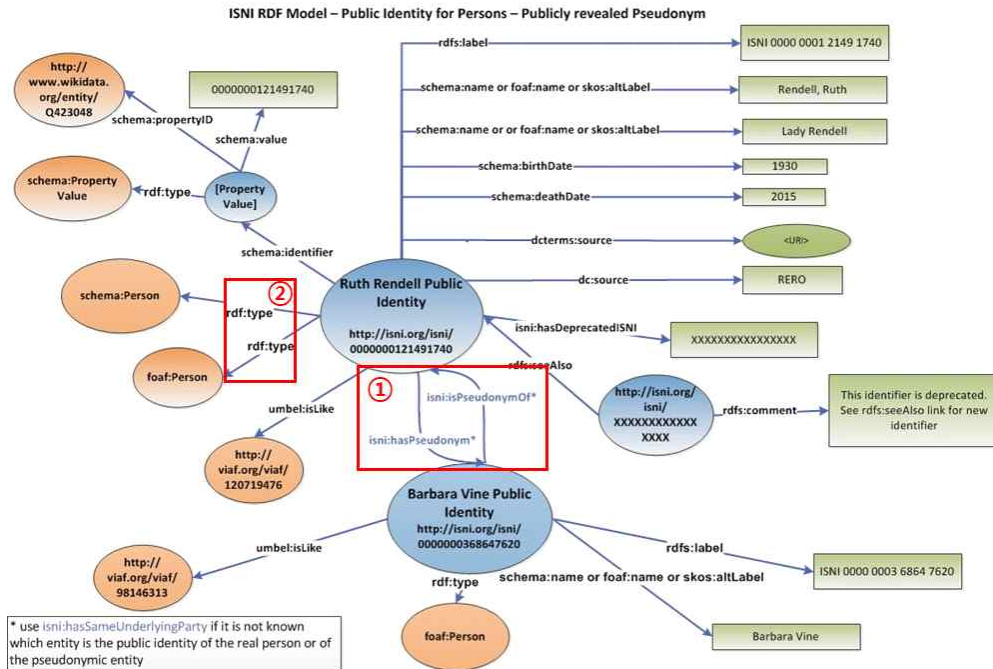 ISNI RDF Model – Public Identity for Persons – Publicly revealed Pseudonym
rdfs:label
ISNI 0000 0001 2149 1740
http://
www.wikidata.
org/entity/
Q423048
0000000121491740
schema:name or foaf:name or skos:altLabel
Rendell, Ruth
schema:propertyID
schema:value
schema:name or or foaf:name or skos:altLabel
Lady Rendell
schema:birthDate
1930
schema:Property
Value
rdf:type
[Property
Value]
schema:deathDate
2015
schema:identifier
dcterms:source
<URI>
Ruth Rendell Public
Identity
http://isni.org/isni/
0000000121491740
dc:source
RERO
schema:Person
②
rdf:type
rdf:type
foaf:Person
isni:hasDeprecatedISNI
XXXXXXXXXXXXXXXX
rdfs:seeAlso
①
isni:isPseudonymOf*
isni:hasPseudonym*
http://isni.org/
isni/
XXXXXXXXXXXX
XXXX
rdfs:comment
This identifier is deprecated.
See rdfs:seeAlso link for new
identifier
umbel:isLike
http://
viaf.org/viaf/
120719476
Barbara Vine Public
Identity
http://isni.org/isni/
0000000368647620
umbel:isLike
http://
viaf.org/viaf/
98146313
rdfs:label
ISNI 0000 0003 6864 7620
rdf:type
schema:name or foaf:name or skos:altLabel
foaf:Person
Barbara Vine
* use isni:hasSameUnderlyingParty if it is not known
which entity is the public identity of the real person or of
the pseudonymic entity